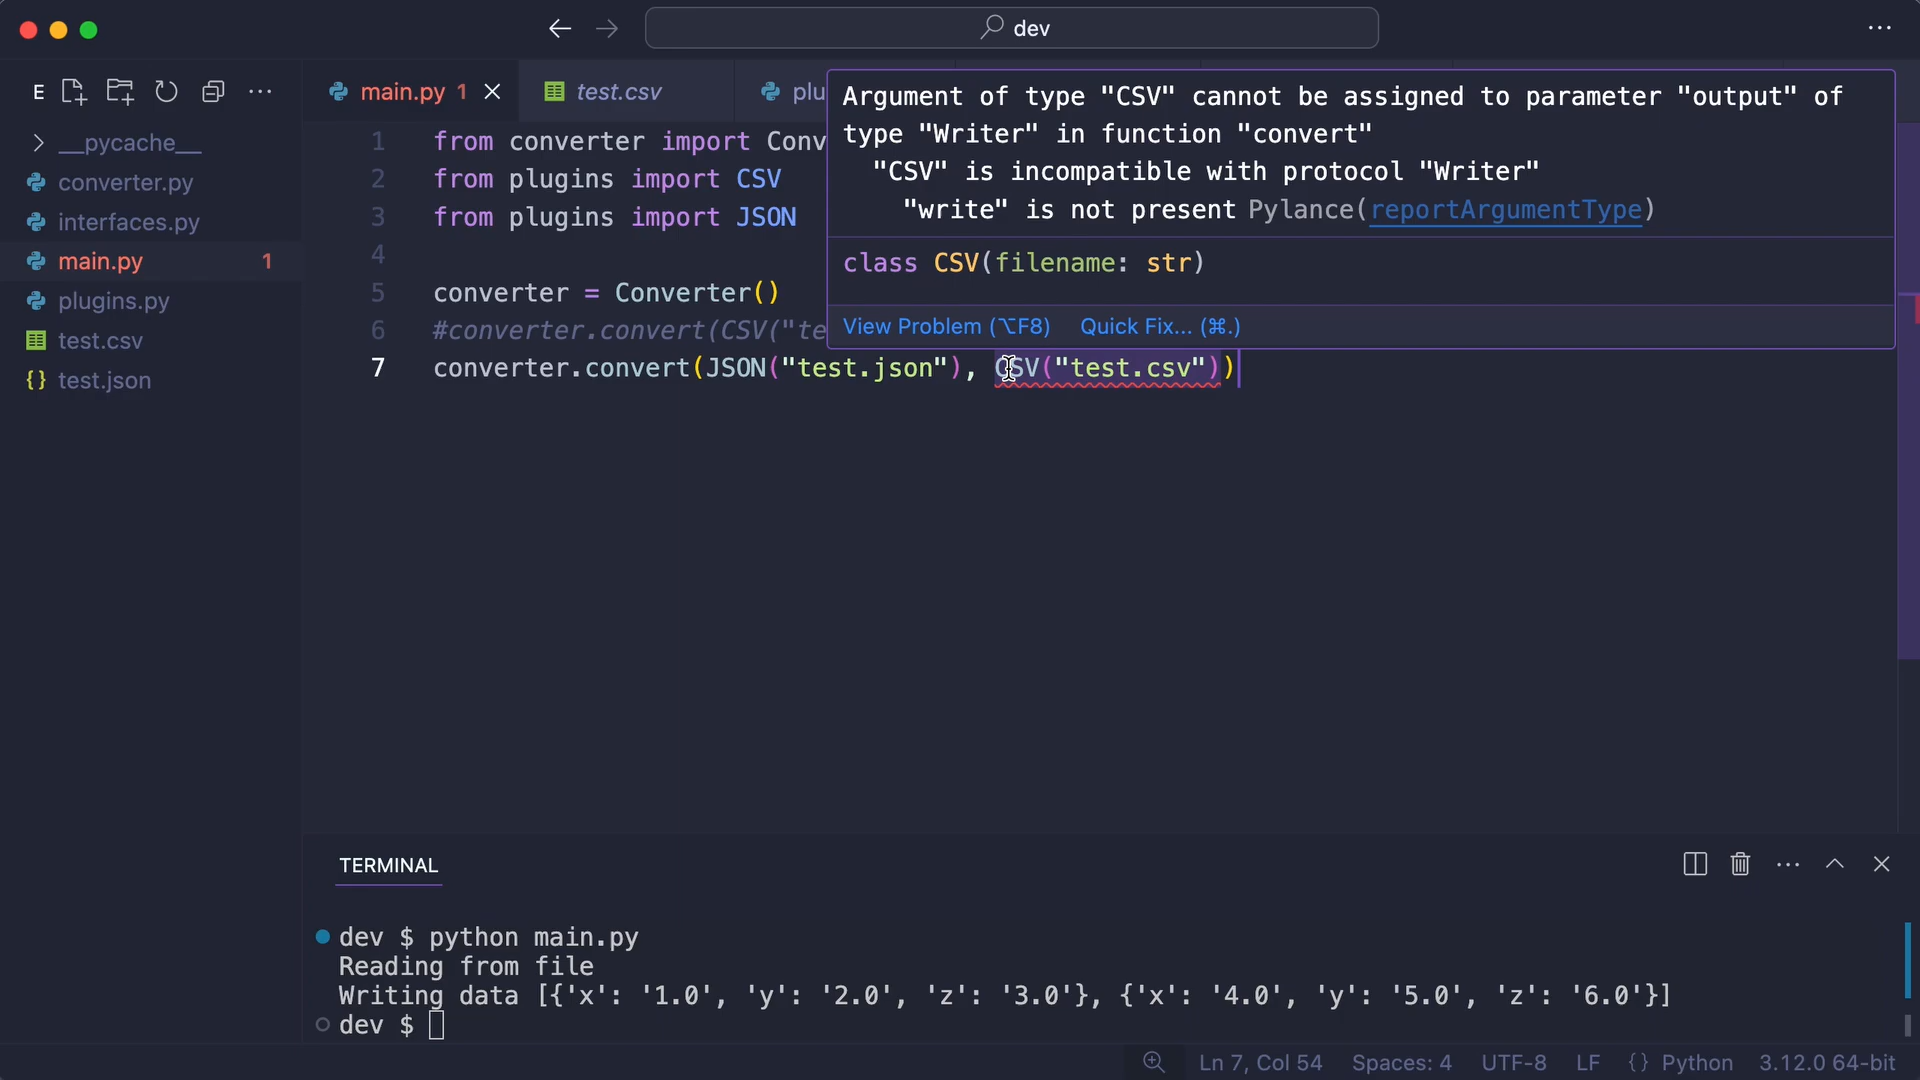 dev
E
main.py 1
test.csv
plu
__pycache__
converter.py
interfaces.py
main.py 1
plugins.py
test.csv
test.json
1 from converter import Conv
2 from plugins import CSV
3 from plugins import JSON
4
5 converter = Converter()
6 #converter.convert(CSV("te
7 converter.convert(JSON("test.json"), CSV("test.csv"))
Argument of type "CSV" cannot be assigned to parameter "output" of
type "Writer" in function "convert"
"CSV" is incompatible with protocol "Writer"
"write" is not present Pylance(reportArgumentType)
class CSV(filename: str)
View Problem (⌥F8) Quick Fix... (⌘.)
TERMINAL
dev $ python main.py
Reading from file
Writing data [{'x': '1.0', 'y': '2.0', 'z': '3.0'}, {'x': '4.0', 'y': '5.0', 'z': '6.0'}]
dev $
Ln 7, Col 54 Spaces: 4 UTF-8 LF {} Python 3.12.0 64-bit